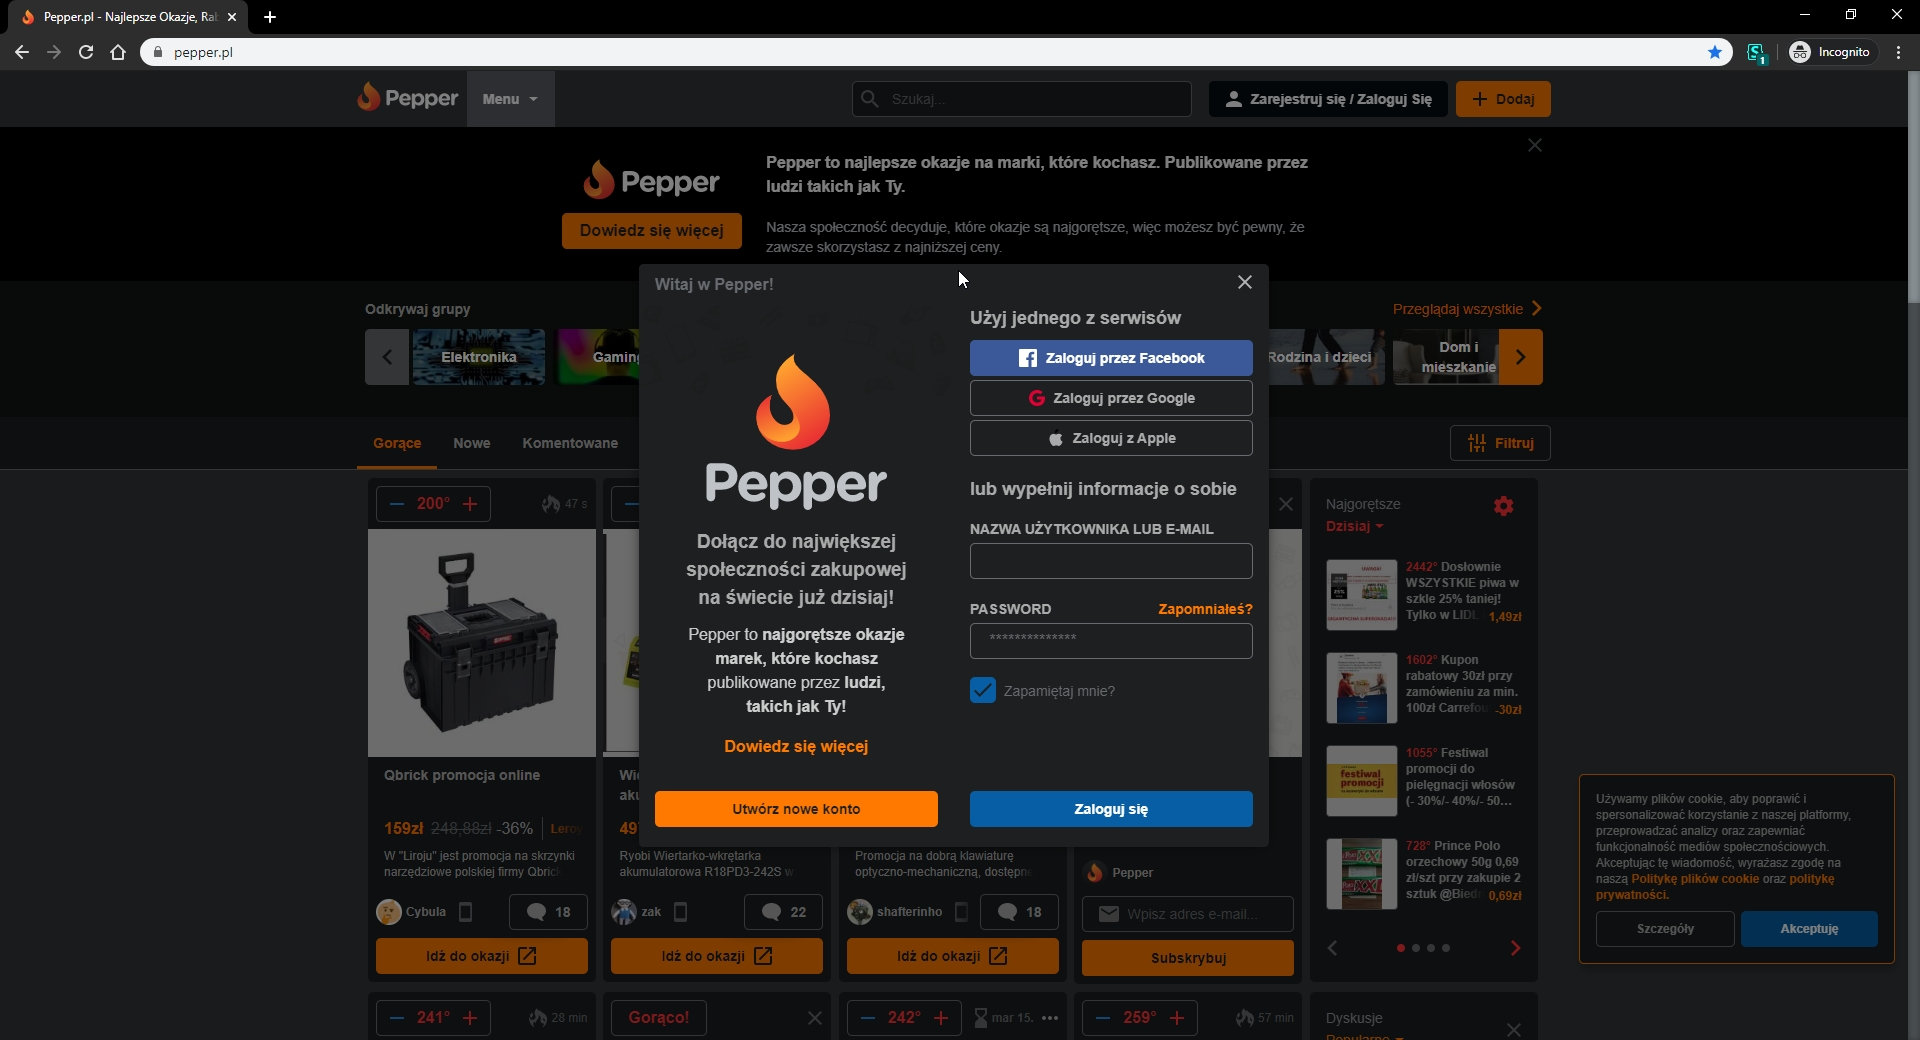 Pepper.pl - Najlepsze Okazje, Ra
pepper.pl
1
Incognito
Pepper
Menu
Szukaj...
Zarejestruj się / Zaloguj Się
Dodaj
Pepper
Dowiedz się więcej
Pepper to najlepsze okazje na marki, które kochasz. Publikowane przez
ludzi takich jak Ty.
Nasza społeczność decyduje, które okazje są najgorętsze, więc możesz być pewny, że
zawsze skorzystasz z najniższej ceny.
Odkrywaj grupy
Przeglądaj wszystkie
Elektronika
Gaming
Rodzina i dzieci
Dom i
mieszkanie
Gorące
Nowe
Komentowane
Filtruj
Witaj w Pepper!
Pepper
Dołącz do największej
społeczności zakupowej
na świecie już dzisiaj!
Pepper to najgorętsze okazje
marek, które kochasz
publikowane przez ludzi,
takich jak Ty!
Dowiedz się więcej
Utwórz nowe konto
Użyj jednego z serwisów
Zaloguj przez Facebook
Zaloguj przez Google
Zaloguj z Apple
lub wypełnij informacje o sobie
NAZWA UŻYTKOWNIKA LUB E-MAIL
PASSWORD
Zapomniałeś?
**************
Zapamiętaj mnie?
Zaloguj się
200°
47 s
Qbrick promocja online
159zł 248,88zł -36%
Leroy
W "Liroju" jest promocja na skrzynki
narzędziowe polskiej firmy Qbrick
Cybula
18
Idź do okazji
Wie
aku
49
Ryobi Wiertarko-wkrętarka
akumulatorowa R18PD3-242S w
zak
22
Idź do okazji
Promocja na dobrą klawiaturę
optyczno-mechaniczną, dostępn
shafterinho
18
Idź do okazji
Pepper
Wpisz adres e-mail...
Subskrybuj
Najgorętsze
Dzisiaj
2442° Dosłownie
WSZYSTKIE piwa w
szkle 25% taniej!
Tylko w LIDL
1,49zł
1602° Kupon
rabatowy 30zł przy
zamówieniu za min.
100zł Carrefou
-30zł
festiwal
promocji
1055° Festiwal
promocji do
pielęgnacji włosów
(- 30%/- 40%/- 50...
728° Prince Polo
orzechowy 50g 0,69
zł/szt przy zakupie 2
sztuk @Biedr
0,69zł
Używamy plików cookie, aby poprawić i
spersonalizować korzystanie z naszej platformy,
przeprowadzać analizy oraz zapewniać
funkcjonalność mediów społecznościowych.
Akceptując tę wiadomość, wyrażasz zgodę na
naszą Politykę plików cookie oraz politykę
prywatności.
Szczegóły
Akceptuję
241°
28 min
Gorąco!
242°
mar 15.
259°
57 min
Dyskusje
Popularne